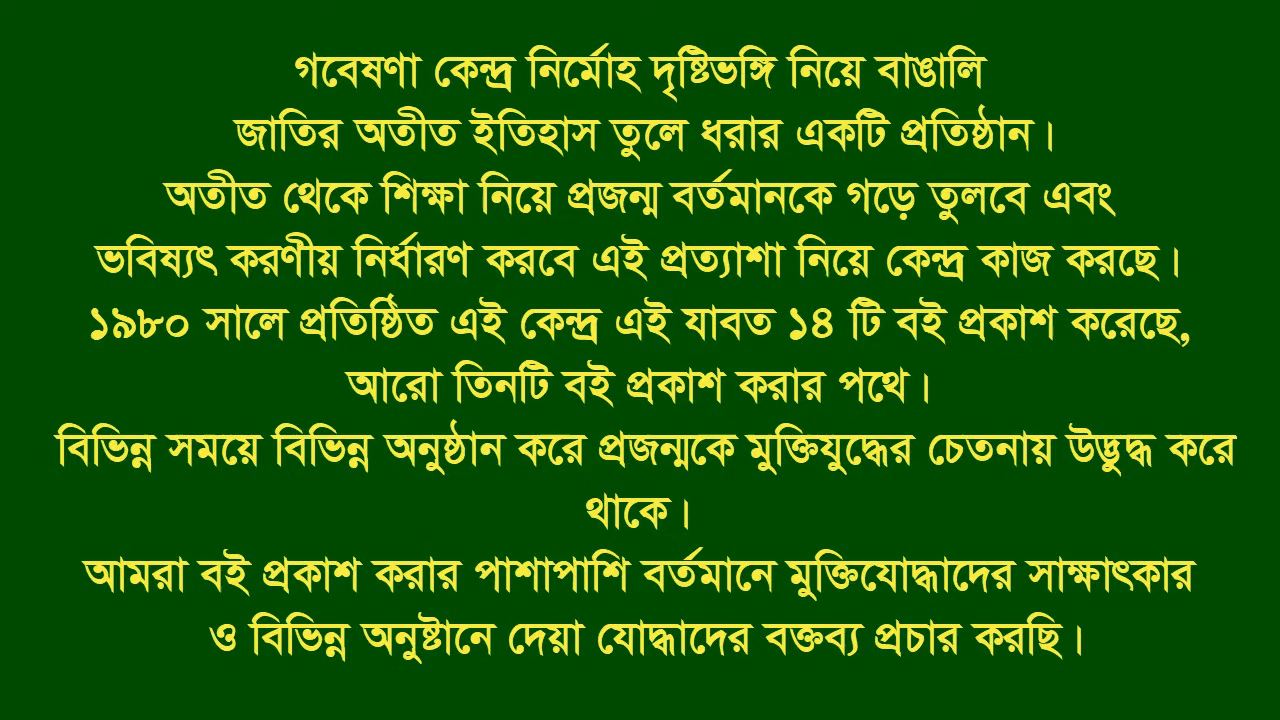 গবেষণা কেন্দ্র নির্মোহ দৃষ্টিভঙ্গি নিয়ে বাঙালি
জাতির অতীত ইতিহাস তুলে ধরার একটি প্রতিষ্ঠান।
অতীত থেকে শিক্ষা নিয়ে প্রজন্ম বর্তমানকে গড়ে তুলবে এবং
ভবিষ্যৎ করণীয় নির্ধারণ করবে এই প্রত্যাশা নিয়ে কেন্দ্র কাজ করছে।
১৯৮০ সালে প্রতিষ্ঠিত এই কেন্দ্র এই যাবত ১৪ টি বই প্রকাশ করেছে,
আরো তিনটি বই প্রকাশ করার পথে।
বিভিন্ন সময়ে বিভিন্ন অনুষ্ঠান করে প্রজন্মকে মুক্তিযুদ্ধের চেতনায় উদ্ভুদ্ধ করে
থাকে।
আমরা বই প্রকাশ করার পাশাপাশি বর্তমানে মুক্তিযোদ্ধাদের সাক্ষাৎকার
ও বিভিন্ন অনুষ্টানে দেয়া যোদ্ধাদের বক্তব্য প্রচার করছি।